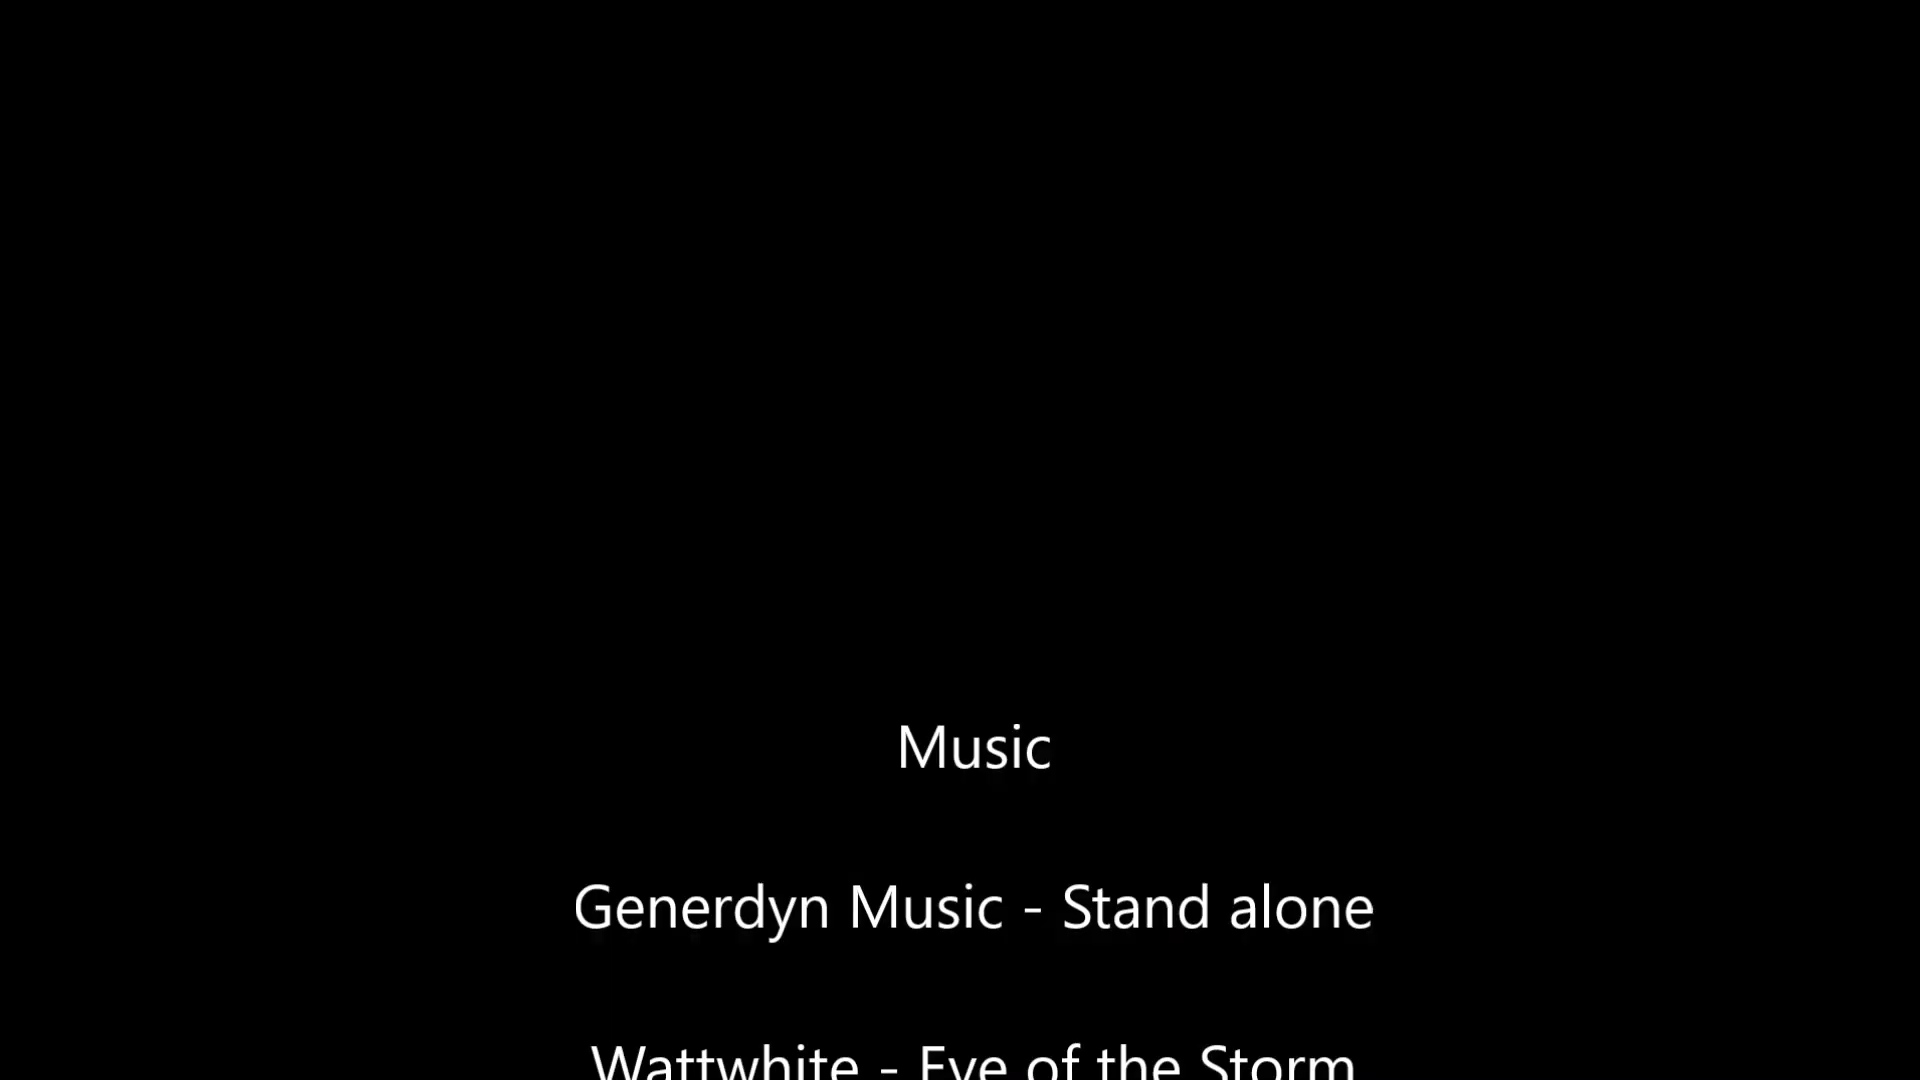 Music
Generdyn Music - Stand alone
Wattwhite - Eye of the Storm